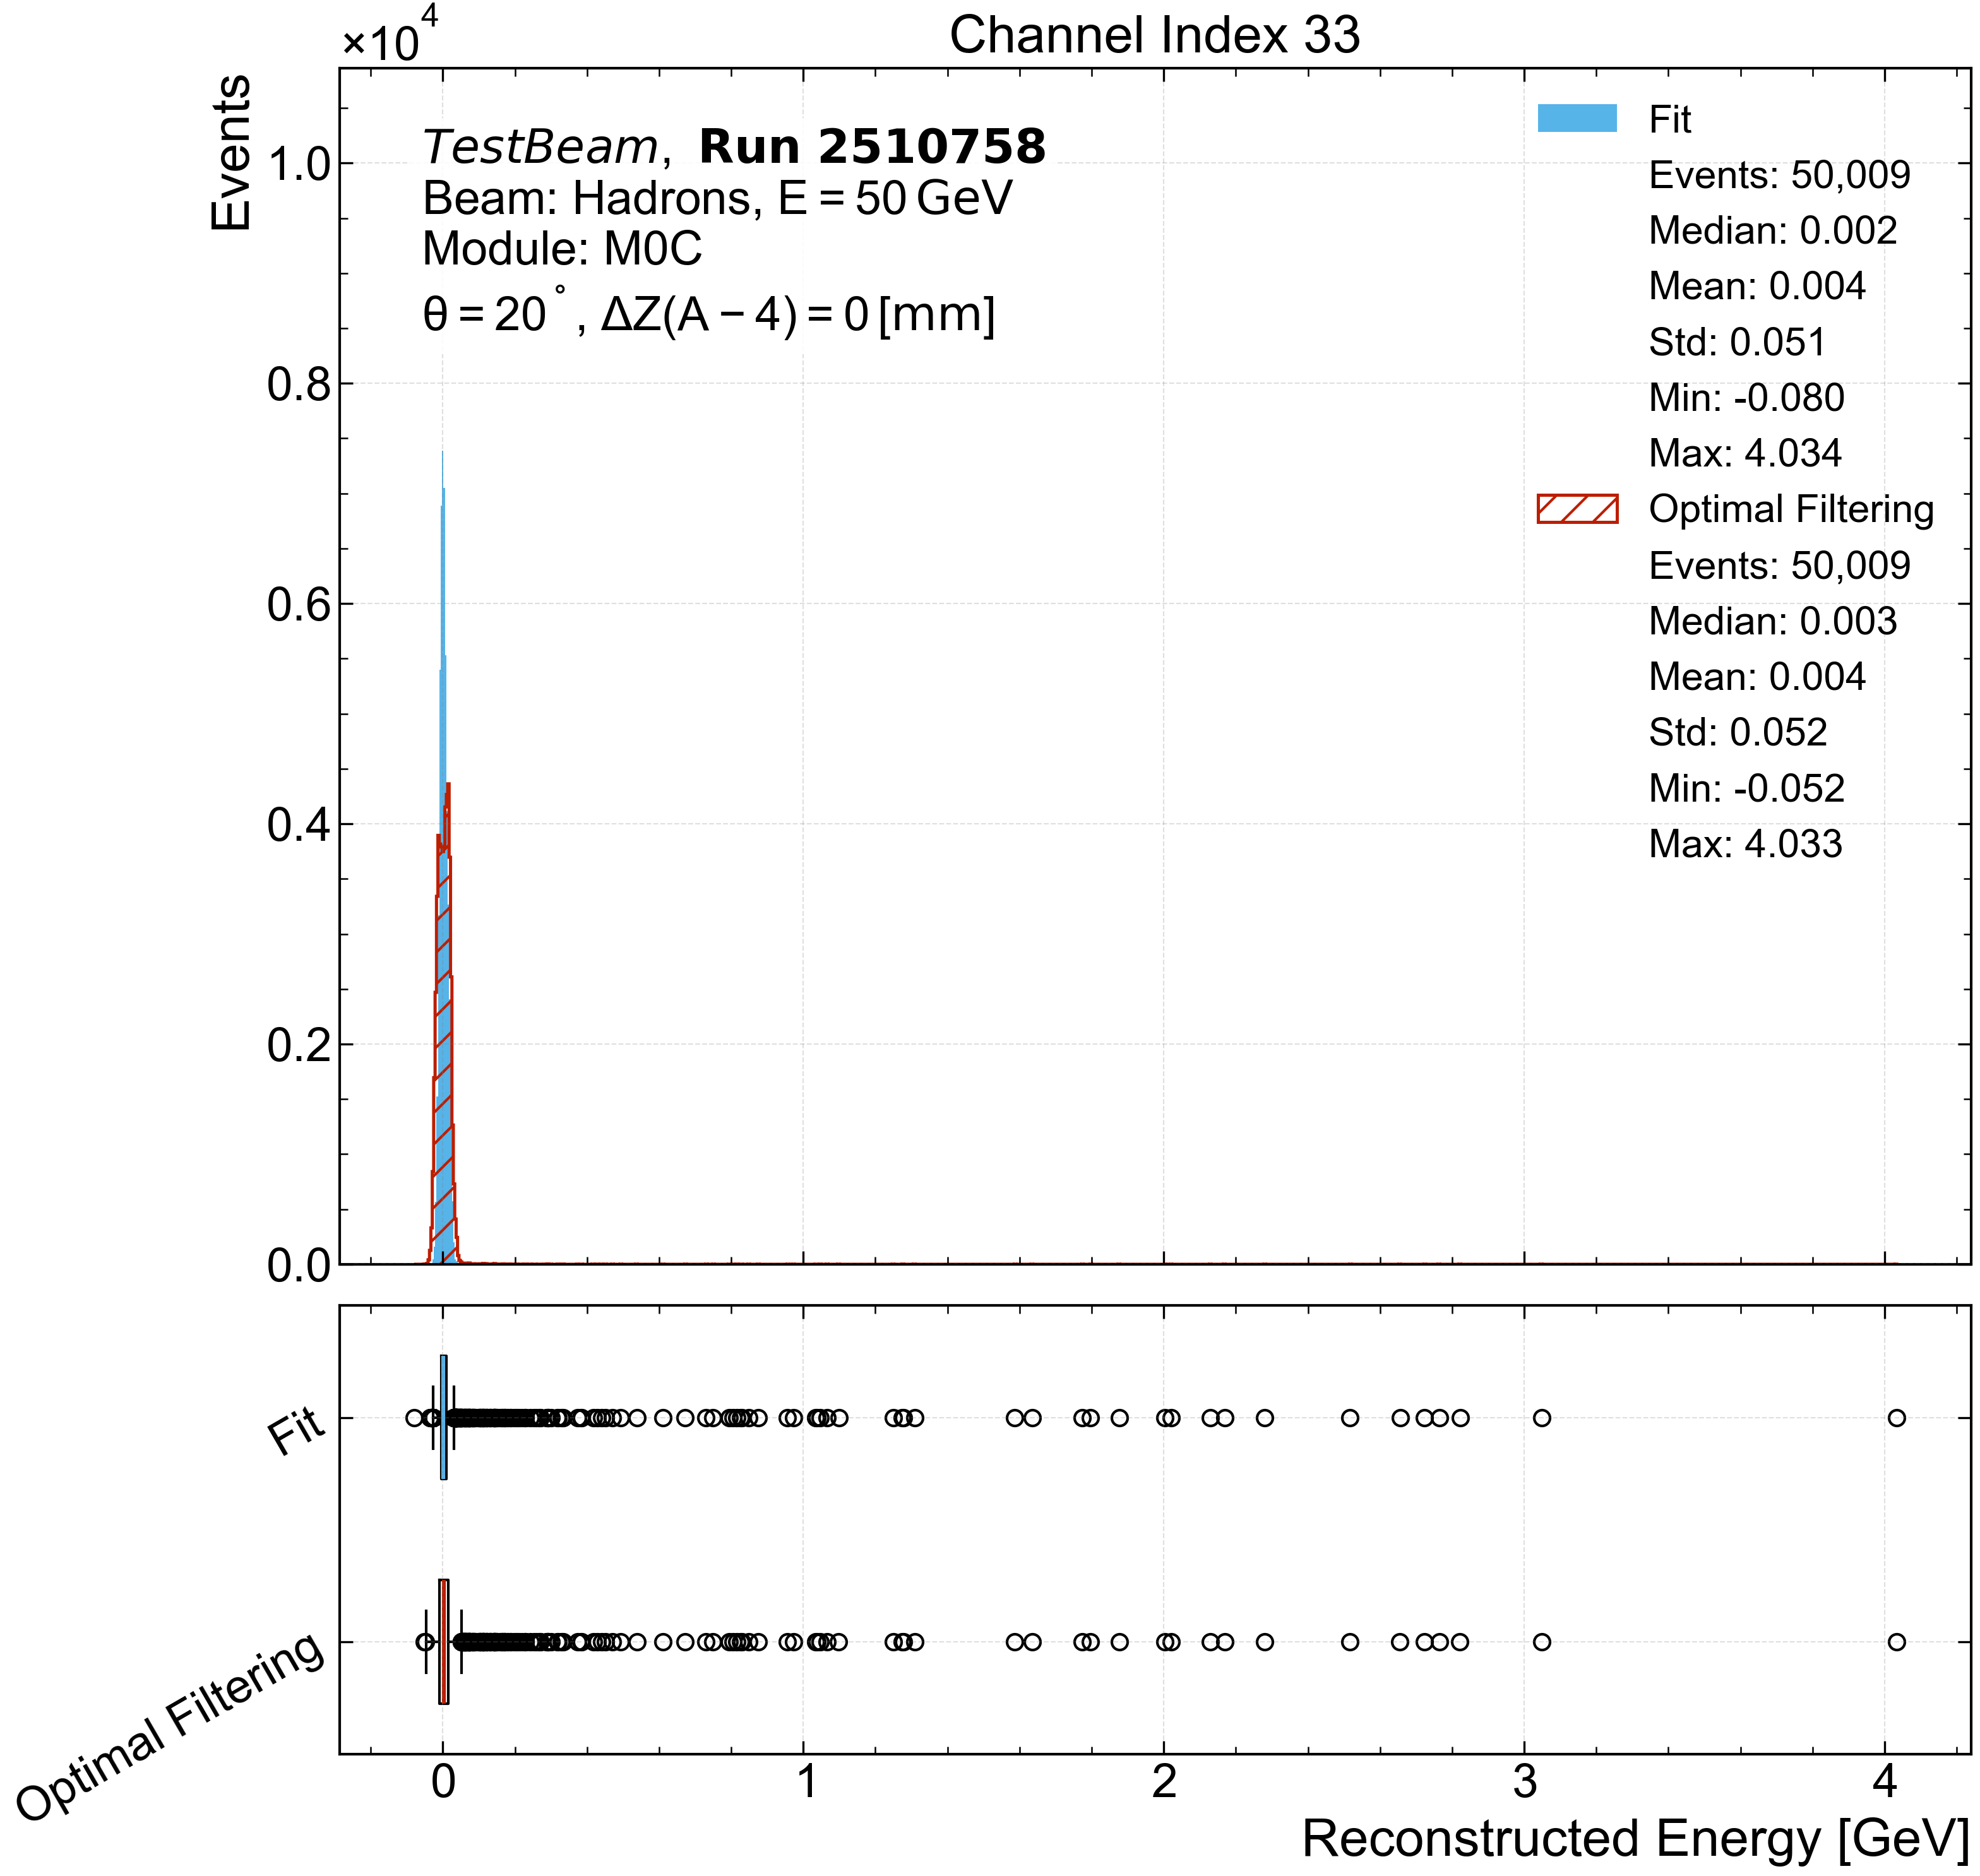 Channel Index 33
×10⁴
Events
TestBeam, Run 2510758
Beam: Hadrons, E = 50 GeV
Module: M0C
θ = 20°, ΔZ(A − 4) = 0 [mm]
Fit
Events: 50,009
Median: 0.002
Mean: 0.004
Std: 0.051
Min: -0.080
Max: 4.034
Optimal Filtering
Events: 50,009
Median: 0.003
Mean: 0.004
Std: 0.052
Min: -0.052
Max: 4.033
1.0
0.8
0.6
0.4
0.2
0.0
Fit
Optimal Filtering
0 1 2 3 4
Reconstructed Energy [GeV]